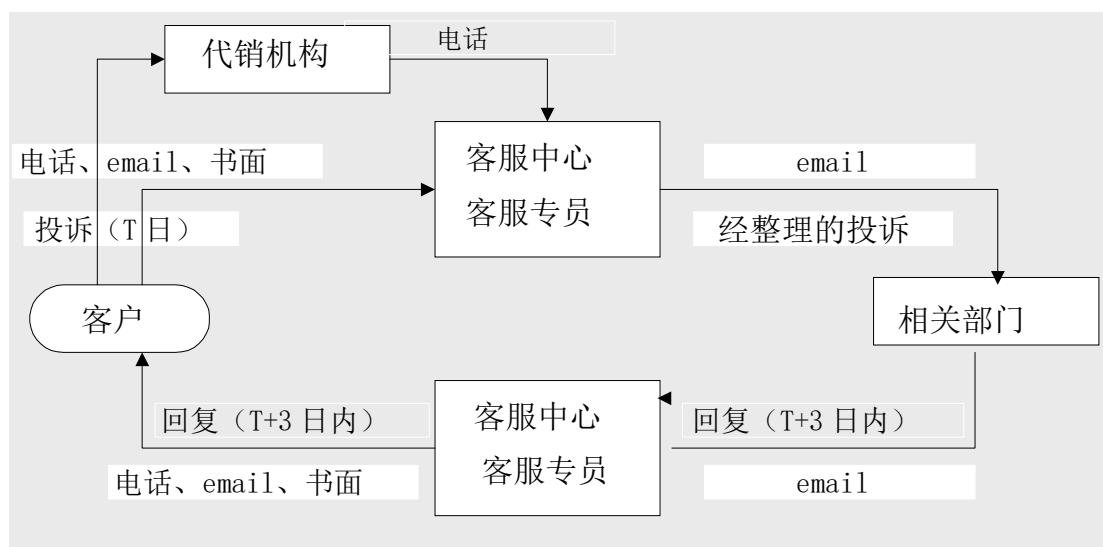 代销机构
电话
电话、email、书面
投诉（T 日）
客服中心
客服专员
email
经整理的投诉
客户
相关部门
回复（T+3 日内）
电话、email、书面
客服中心
客服专员
回复（T+3 日内）
email